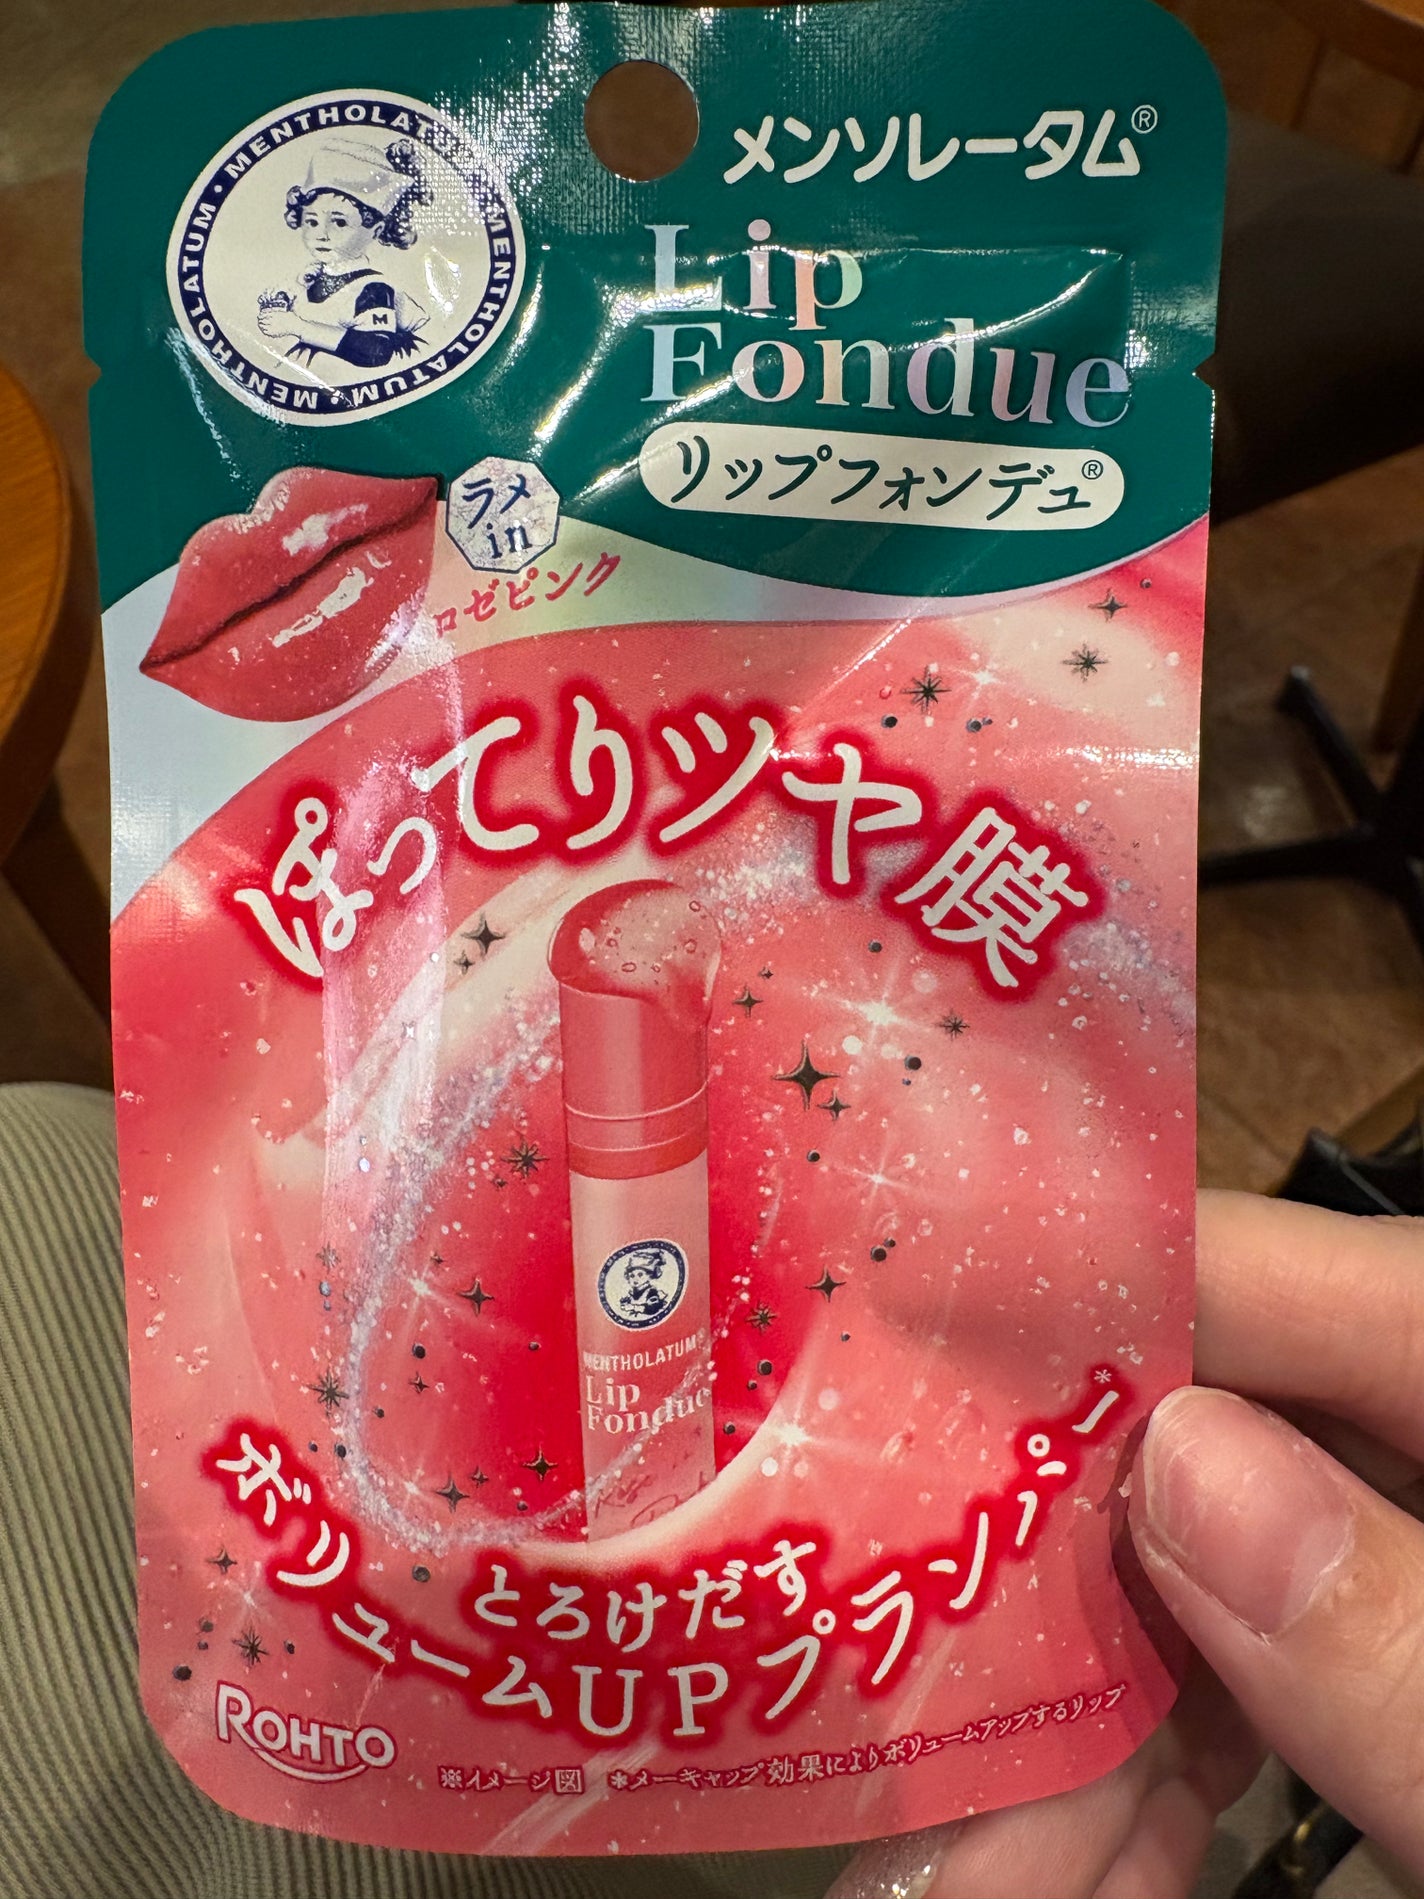 MENTHOLATUM・MENTHOLATUM・MENTHOLATUM・
M
メンソレータム®
Lip
Fondue
リップフォンデュ®
ラメ
in
ロゼピンク
ぽってりツヤ膜
MENTHOLATUM®
Lip
Fondue
とろけだす
ボリュームUPプランパー*
ROHTO
※イメージ図 *メーキャップ効果によりボリュームアップするリップ